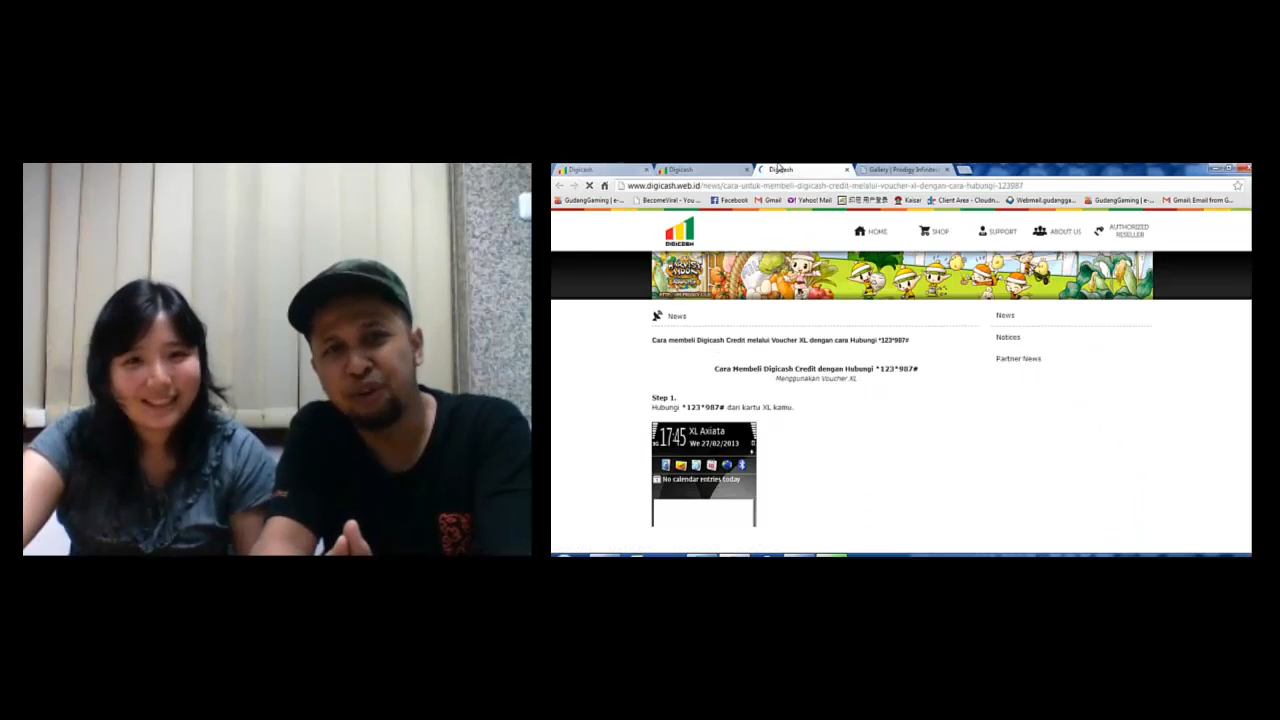 Digicash
Digicash
Digicash
Gallery | Prodigy Infinitec
www.digicash.web.id/news/cara-untuk-membeli-digicash-credit-melalui-voucher-xl-dengan-cara-hubungi-123987
GudangGaming | e-...
BecomeViral - You ...
Facebook
Gmail
Yahoo! Mail
Kaisar
Client Area - Cloudn...
Webmail.gudangga...
GudangGaming | e-...
Gmail: Email from G...
DIGICASH
HOME
SHOP
SUPPORT
ABOUT US
AUTHORIZED
RESELLER
News
News
Cara membeli Digicash Credit melalui Voucher XL dengan cara Hubungi *123*987#
Notices
Partner News
Cara Membeli Digicash Credit dengan Hubungi *123*987#
Menggunakan Voucher XL
Step 1.
Hubungi *123*987# dari kartu XL kamu.
17:45
XL Axiata
We 27/02/2013
No calendar entries today